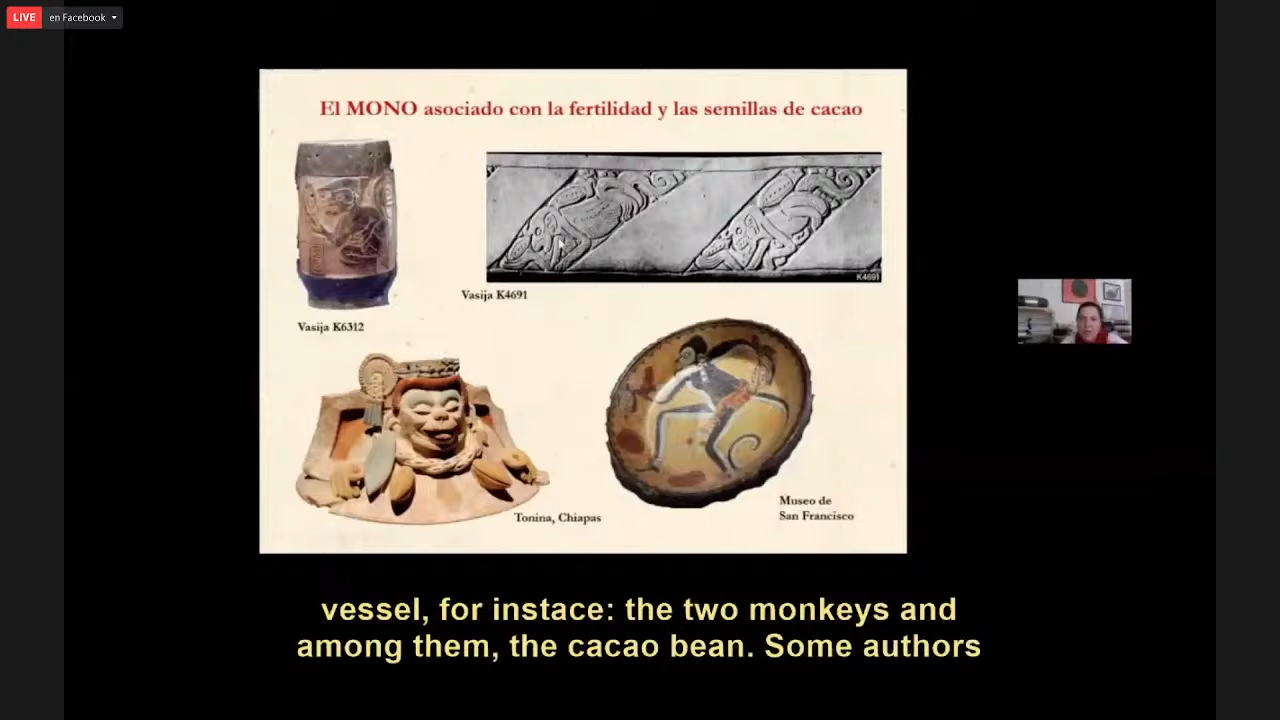 LIVE en Facebook
El MONO asociado con la fertilidad y las semillas de cacao
K4691
Vasija K4691
Vasija K6312
Tonina, Chiapas
Museo de
San Francisco
vessel, for instace: the two monkeys and
among them, the cacao bean. Some authors